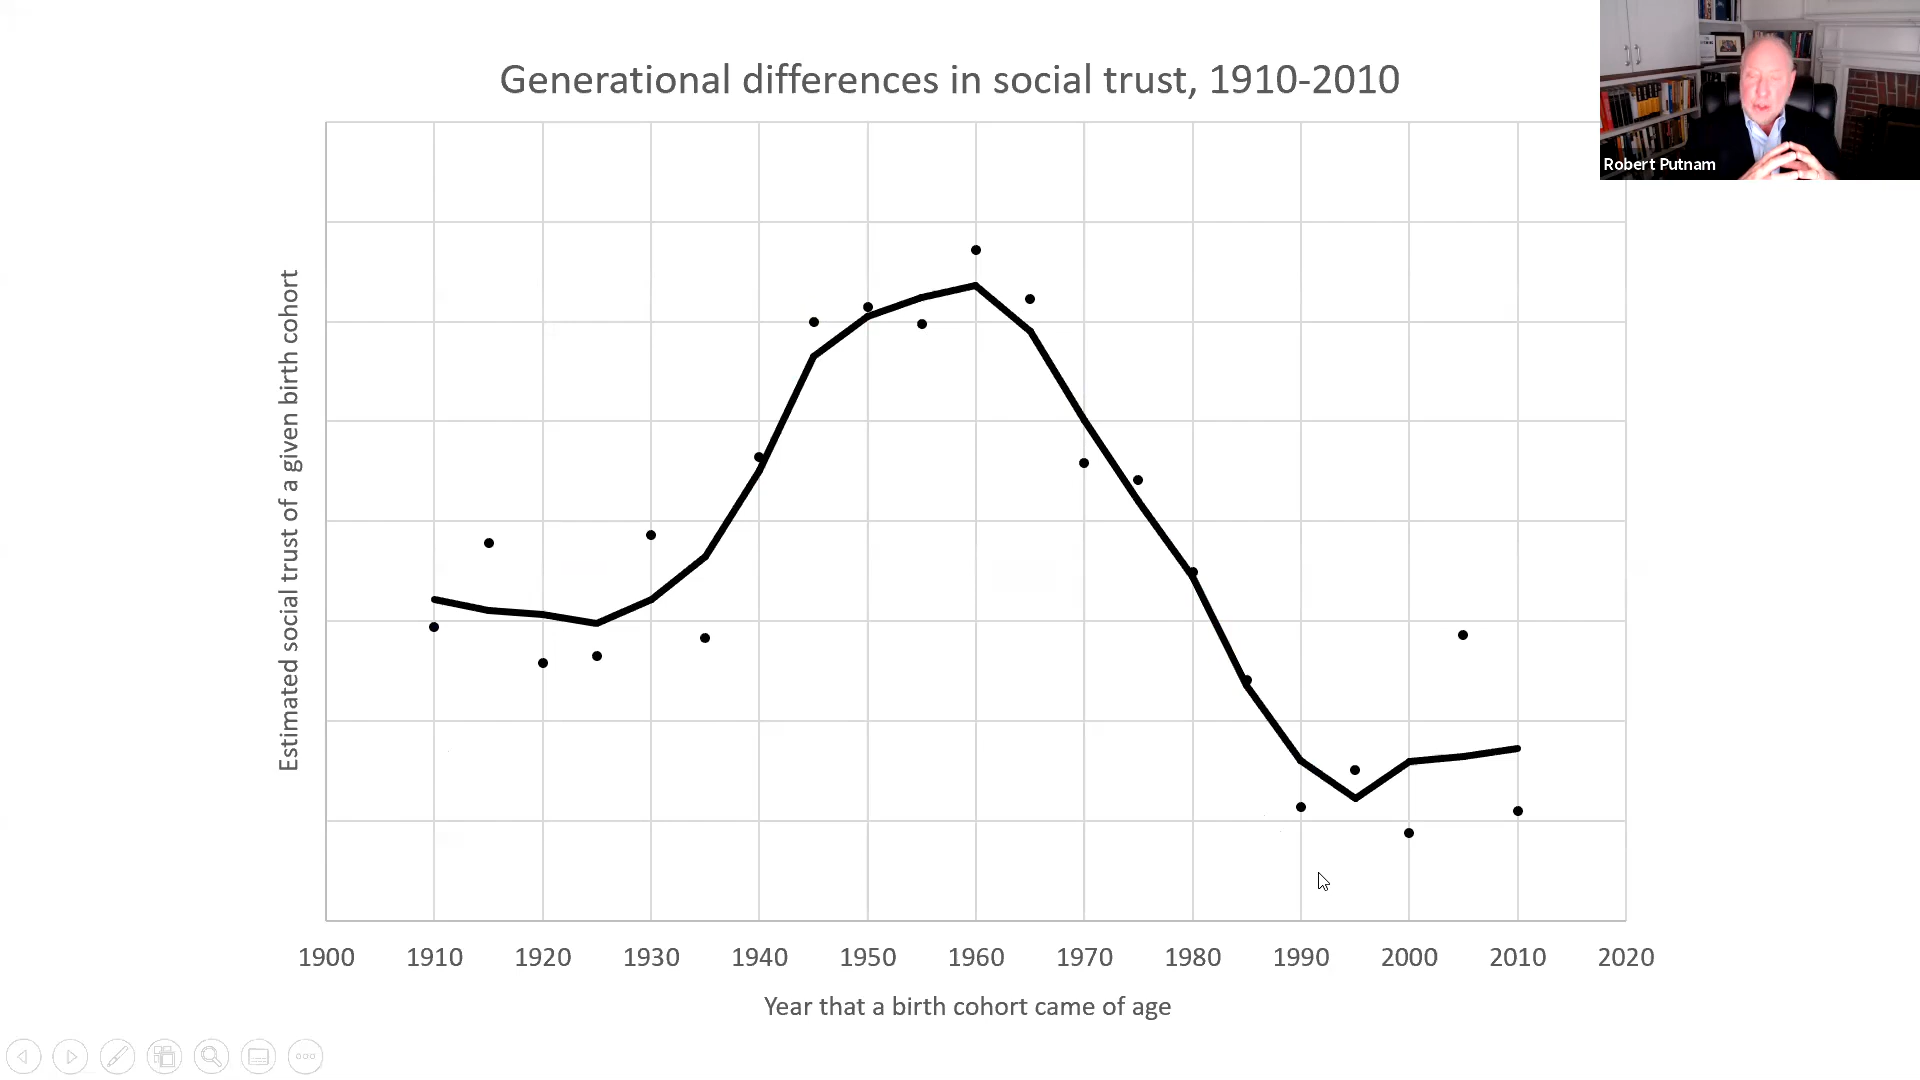 Generational differences in social trust, 1910-2010
Robert Putnam
Estimated social trust of a given birth cohort
1900 1910 1920 1930 1940 1950 1960 1970 1980 1990 2000 2010 2020
Year that a birth cohort came of age